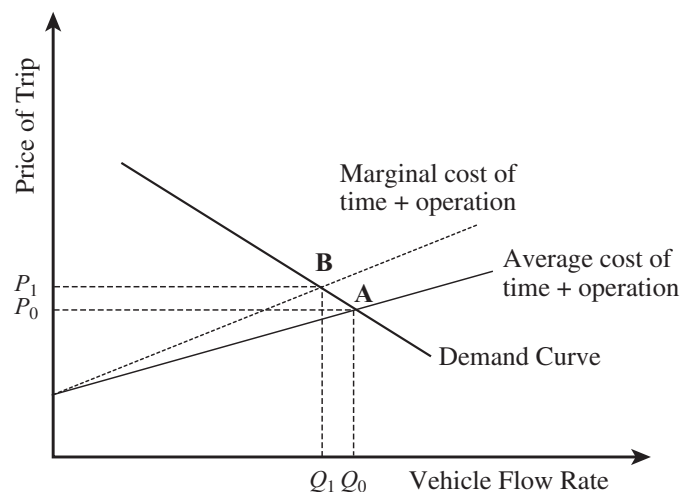 Price of Trip
Marginal cost of
time + operation
B
A
Average cost of
time + operation
P1
P0
Demand Curve
Q1 Q0
Vehicle Flow Rate